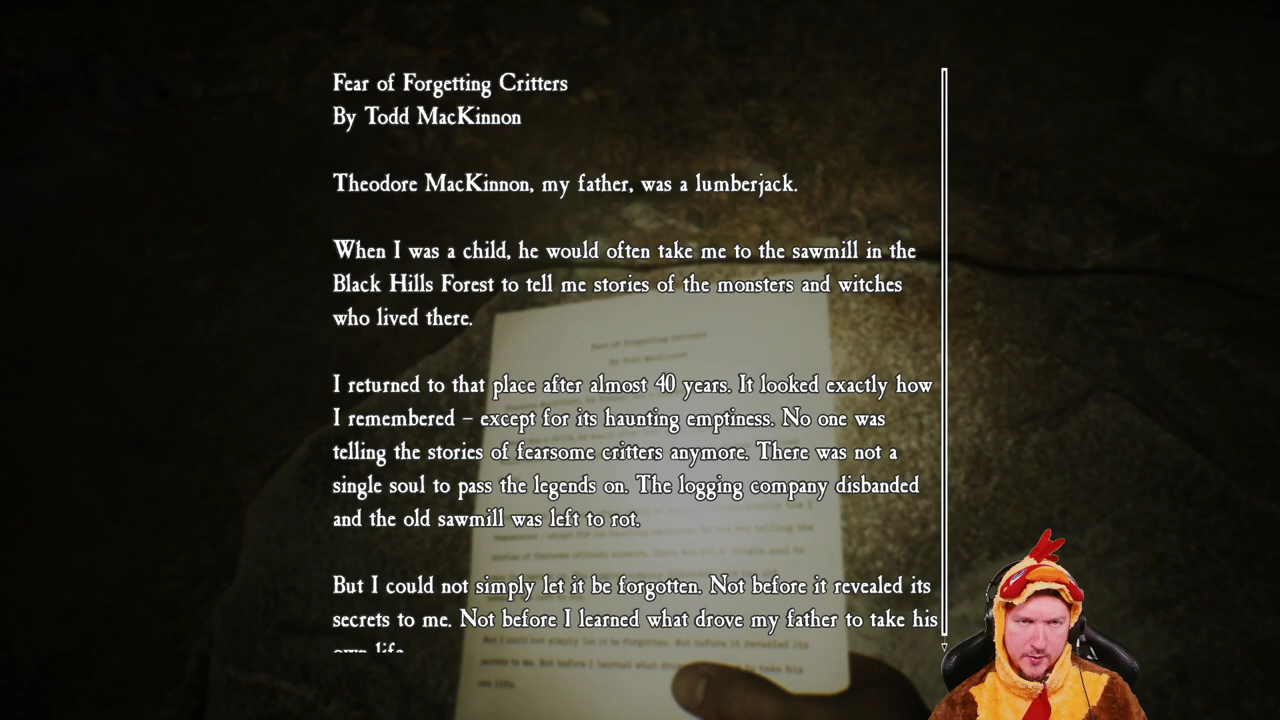 Fear of Forgetting Critters
By Todd MacKinnon
Theodore MacKinnon, my father, was a lumberjack.
When I was a child, he would often take me to the sawmill in the
Black Hills Forest to tell me stories of the monsters and witches
who lived there.
I returned to that place after almost 40 years. It looked exactly how
I remembered – except for its haunting emptiness. No one was
telling the stories of fearsome critters anymore. There was not a
single soul to pass the legends on. The logging company disbanded
and the old sawmill was left to rot.
But I could not simply let it be forgotten. Not before it revealed its
secrets to me. Not before I learned what drove my father to take his
own life.